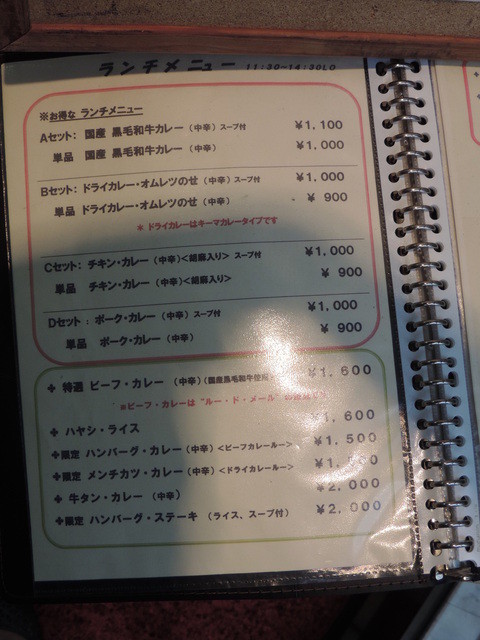 ランチメニュー 11:30-14:30LO
※お得な ランチメニュー
Aセット: 国産 黒毛和牛カレー（中辛）スープ付 ￥1,100
単品 国産 黒毛和牛カレー（中辛） ￥1,000
Bセット: ドライカレー・オムレツのせ（中辛）スープ付 ￥1,000
単品 ドライカレー・オムレツのせ（中辛） ￥ 900
＊ ドライカレーはキーマカレータイプです
Cセット: チキン・カレー（中辛）<胡麻入り> スープ付 ￥1,000
単品 チキン・カレー（中辛）<胡麻入り> ￥ 900
Dセット : ポーク・カレー（中辛）スープ付 ￥1,000
単品 ポーク・カレー（中辛） ￥ 900
✤ 特選 ビーフ・カレー （中辛）(国産黒毛和牛使用) ￥1,600
※ビーフ・カレーは "ルー・ド・メール"
✤ ハヤシ・ライス 1,600
✤限定 ハンバーグ・カレー（中辛）<ビーフカレールー> ￥1,500
✤限定 メンチカツ・カレー（中辛）<ドライカレールー>
✤ 牛タン・カレー （中辛） ￥2,000
✤限定 ハンバーグ・ステーキ （ライス、スープ付） ￥2,000